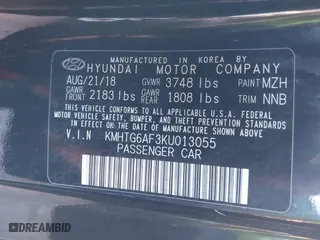 MANUFACTURED IN KOREA BY
HYUNDAI MOTOR COMPANY
AUG/21/18 GVWR 3748 lbs PAINT MZH
GAWR FRONT 2183 lbs GAWR REAR 1808 lbs TRIM NNB
THIS VEHICLE CONFORMS TO ALL APPLICABLE FEDERAL
MOTOR VEHICLE SAFETY, BUMPER, AND THEFT PREVENTION
STANDARDS IN EFFECT ON THE DATE OF MANUFACTURE
SHOWN ABOVE.
V.I.N KMHTG6AF3KU013055
PASSENGER CAR